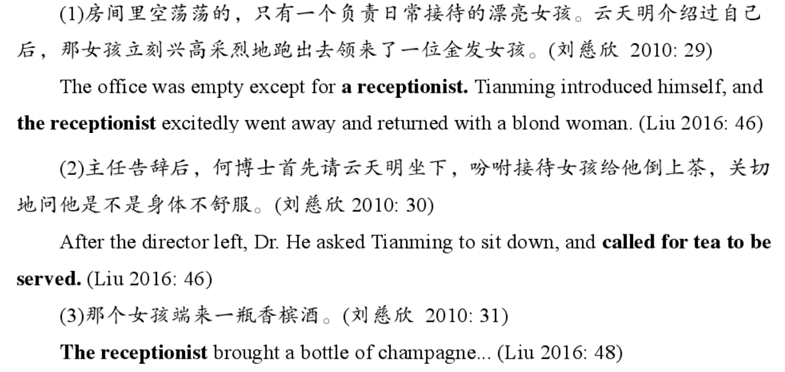 (1)房间里空荡荡的，只有一个负责日常接待的漂亮女孩。云天明介绍过自己
后，那女孩立刻兴高采烈地跑出去领来了一位金发女孩。(刘慈欣 2010: 29)
The office was empty except for a receptionist. Tianming introduced himself, and
the receptionist excitedly went away and returned with a blond woman. (Liu 2016: 46)
(2)主任告辞后，何博士首先请云天明坐下，吩咐接待女孩给他倒上茶，关切
地问他是不是身体不舒服。(刘慈欣 2010: 30)
After the director left, Dr. He asked Tianming to sit down, and called for tea to be
served. (Liu 2016: 46)
(3)那个女孩端来一瓶香槟酒。(刘慈欣 2010: 31)
The receptionist brought a bottle of champagne... (Liu 2016: 48)